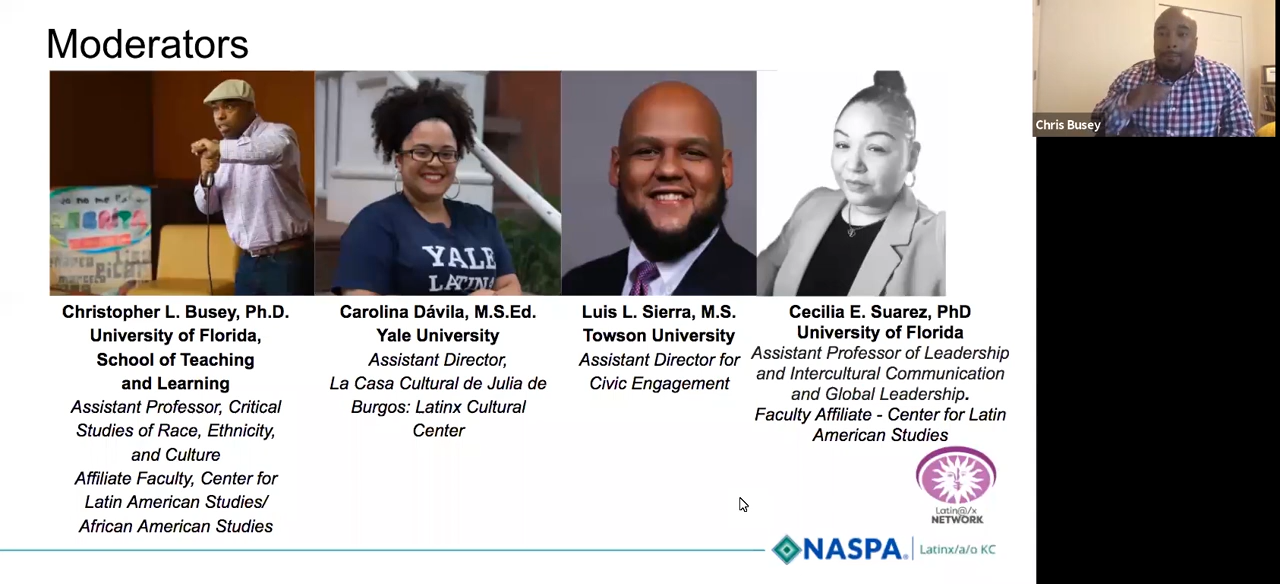 Moderators
Chris Busey
YALE
LATINA
Christopher L. Busey, Ph.D.
University of Florida,
School of Teaching
and Learning
Assistant Professor, Critical
Studies of Race, Ethnicity,
and Culture
Affiliate Faculty, Center for
Latin American Studies/
African American Studies
Carolina Dávila, M.S.Ed.
Yale University
Assistant Director,
La Casa Cultural de Julia de
Burgos: Latinx Cultural
Center
Luis L. Sierra, M.S.
Towson University
Assistant Director for
Civic Engagement
Cecilia E. Suarez, PhD
University of Florida
Assistant Professor of Leadership
and Intercultural Communication
and Global Leadership.
Faculty Affiliate - Center for Latin
American Studies
Latin@/x
NETWORK
NASPA. Latinx/a/o KC